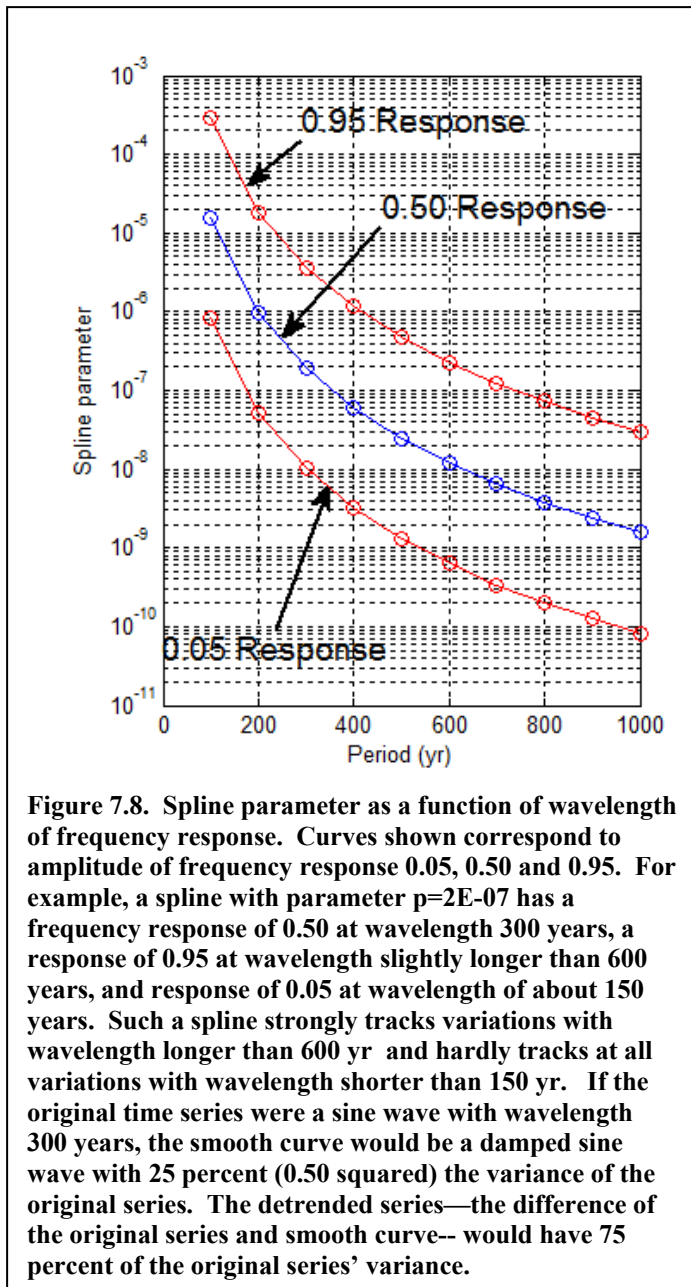 10-3
0.95 Response
10-4
0.50 Response
10-5
10-6
10-7
10-8
10-9
10-10
0.05 Response
10-11
0 200 400 600 800 1000
Spline parameter
Period (yr)
Figure 7.8. Spline parameter as a function of wavelength
of frequency response. Curves shown correspond to
amplitude of frequency response 0.05, 0.50 and 0.95. For
example, a spline with parameter p=2E-07 has a
frequency response of 0.50 at wavelength 300 years, a
response of 0.95 at wavelength slightly longer than 600
years, and response of 0.05 at wavelength of about 150
years. Such a spline strongly tracks variations with
wavelength longer than 600 yr and hardly tracks at all
variations with wavelength shorter than 150 yr. If the
original time series were a sine wave with wavelength
300 years, the smooth curve would be a damped sine
wave with 25 percent (0.50 squared) the variance of the
original series. The detrended series—the difference of
the original series and smooth curve-- would have 75
percent of the original series’ variance.